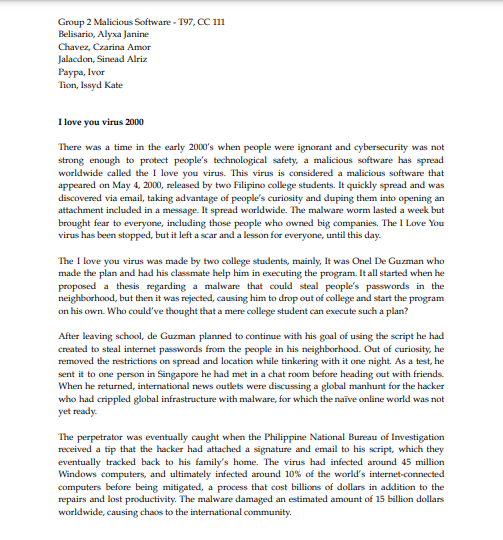 Group 2 Malicious Software - T97, CC 111
Belisario, Alyxa Janine
Chavez, Czarina Amor
Jalacdon, Sinead Alriz
Paypa, Ivor
Tion, Issyd Kate
I love you virus 2000
There was a time in the early 2000's when people were ignorant and cybersecurity was not
strong enough to protect people's technological safety, a malicious software has spread
worldwide called the I love you virus. This virus is considered a malicious software that
appeared on May 4, 2000, released by two Filipino college students. It quickly spread and was
discovered via email, taking advantage of people's curiosity and duping them into opening an
attachment included in a message. It spread worldwide. The malware worm lasted a week but
brought fear to everyone, including those people who owned big companies. The I Love You
virus has been stopped, but it left a scar and a lesson for everyone, until this day.
The I love you virus was made by two college students, mainly, It was Onel De Guzman who
made the plan and had his classmate help him in executing the program. It all started when he
proposed a thesis regarding a malware that could steal people's passwords in the
neighborhood, but then it was rejected, causing him to drop out of college and start the program
on his own. Who could've thought that a mere college student can execute such a plan?
After leaving school, de Guzman planned to continue with his goal of using the script he had
created to steal internet passwords from the people in his neighborhood. Out of curiosity, he
removed the restrictions on spread and location while tinkering with it one night. As a test, he
sent it to one person in Singapore he had met in a chat room before heading out with friends.
When he returned, international news outlets were discussing a global manhunt for the hacker
who had crippled global infrastructure with malware, for which the naïve online world was not
yet ready.
The perpetrator was eventually caught when the Philippine National Bureau of Investigation
received a tip that the hacker had attached a signature and email to his script, which they
eventually tracked back to his family's home. The virus had infected around 45 million
Windows computers, and ultimately infected around 10% of the world's internet-connected
computers before being mitigated, a process that cost billions of dollars in addition to the
repairs and lost productivity. The malware damaged an estimated amount of 15 billion dollars
worldwide, causing chaos to the international community.